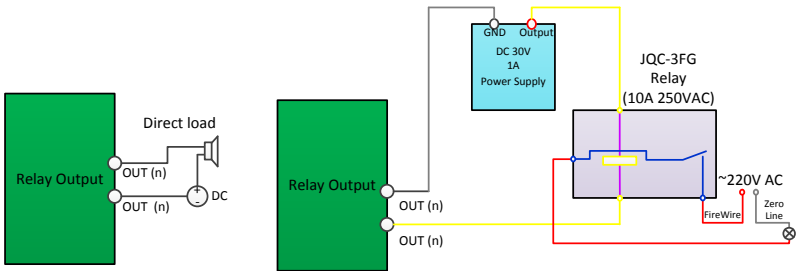 Relay Output
Direct load
OUT (n)
OUT (n)
+
-
DC
Relay Output
OUT (n)
OUT (n)
GND
Output
DC 30V
1A
Power Supply
JQC-3FG
Relay
(10A 250VAC)
~220V AC
FireWire
Zero
Line